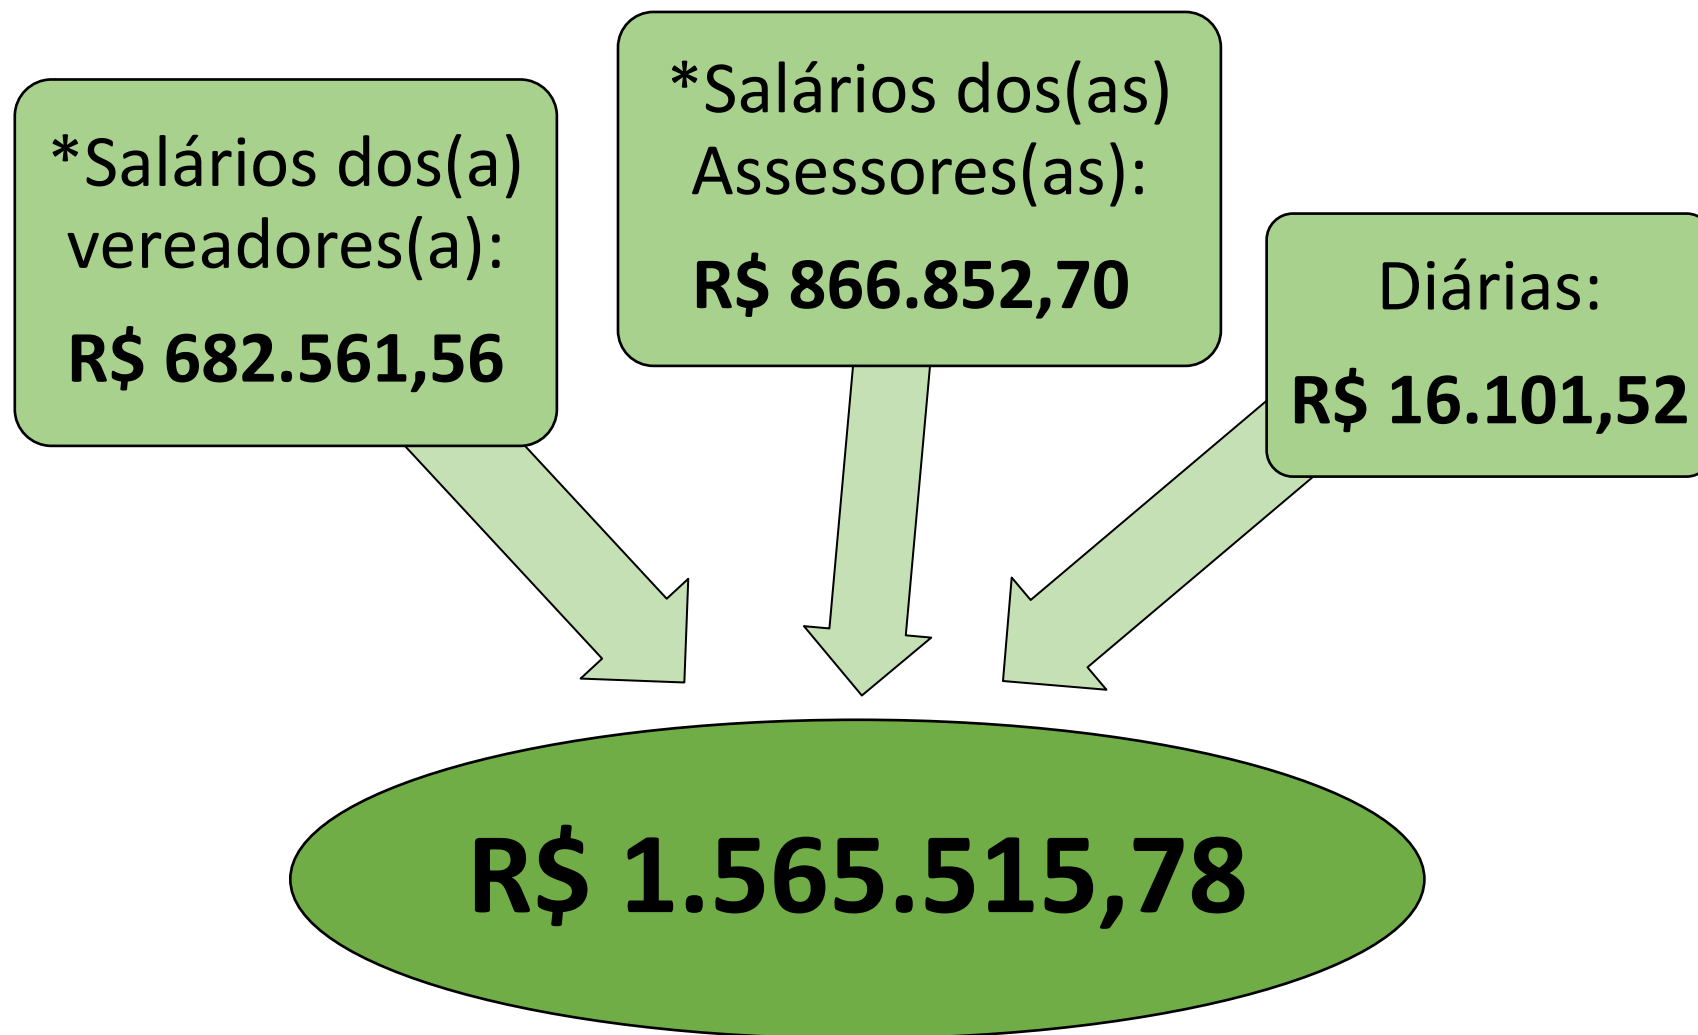 *Salários dos(a)
vereadores(a):
R$ 682.561,56
*Salários dos(as)
Assessores(as):
R$ 866.852,70
Diárias:
R$ 16.101,52
R$ 1.565.515,78